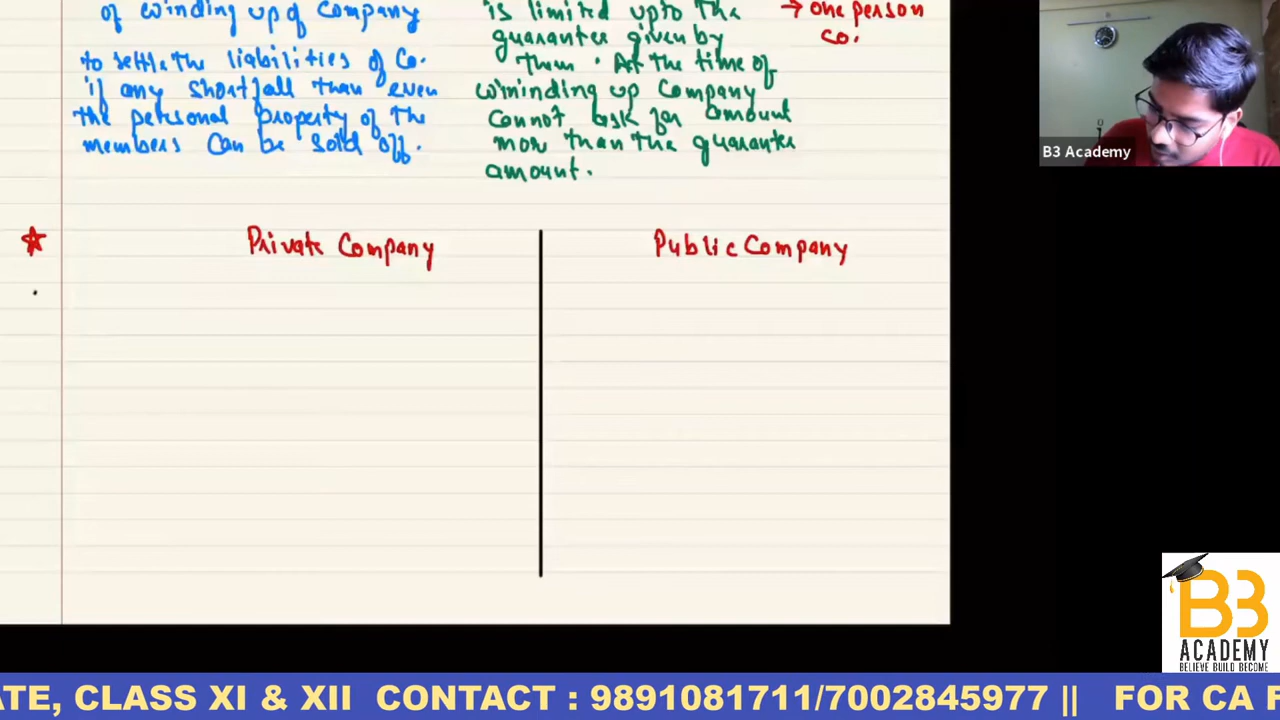 of winding up of Company
to settle the liabilities of Co.
if any shortfall than even
the personal property of the
members can be sold off.
is limited upto the
guarantee given by
them. At the time of
wininding up Company
cannot ask for amount
more than the guarantee
amount.
→ one person
co.
Private Company
Public Company
B3 Academy
B3
ACADEMY
BELIEVE BUILD BECOME
ATE, CLASS XI & XII CONTACT : 9891081711/7002845977 || FOR CA F